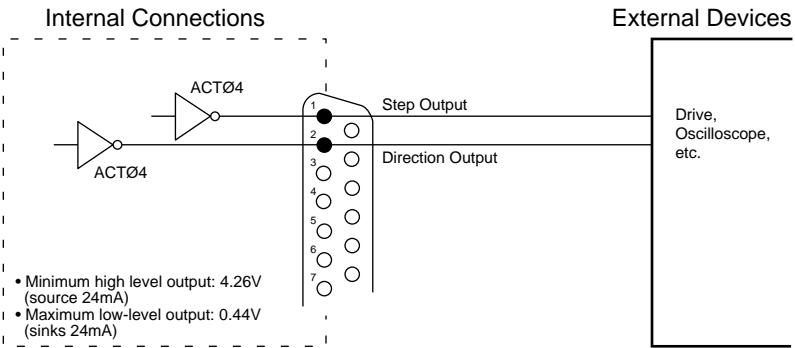 Internal Connections
External Devices
ACTØ4
ACTØ4
1
2
3
4
5
6
7
Step Output
Direction Output
Drive,
Oscilloscope,
etc.
• Minimum high level output: 4.26V
(source 24mA)
• Maximum low-level output: 0.44V
(sinks 24mA)